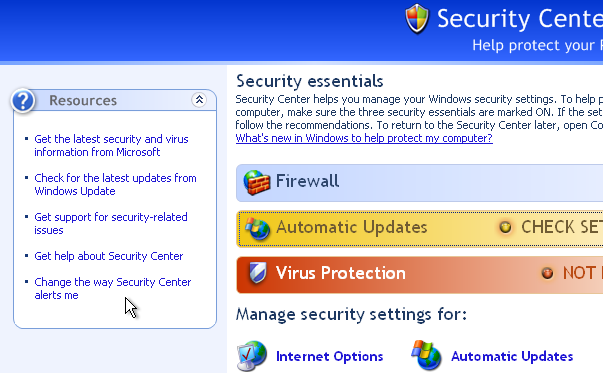 Security Cente
Help protect your
Resources
Get the latest security and virus
information from Microsoft
Check for the latest updates from
Windows Update
Get support for security-related
issues
Get help about Security Center
Change the way Security Center
alerts me
Security essentials
Security Center helps you manage your Windows security settings. To help p
computer, make sure the three security essentials are marked ON. If the set
follow the recommendations. To return to the Security Center later, open Co
What's new in Windows to help protect my computer?
Firewall
Automatic Updates CHECK SET
Virus Protection NOT
Manage security settings for:
Internet Options Automatic Updates